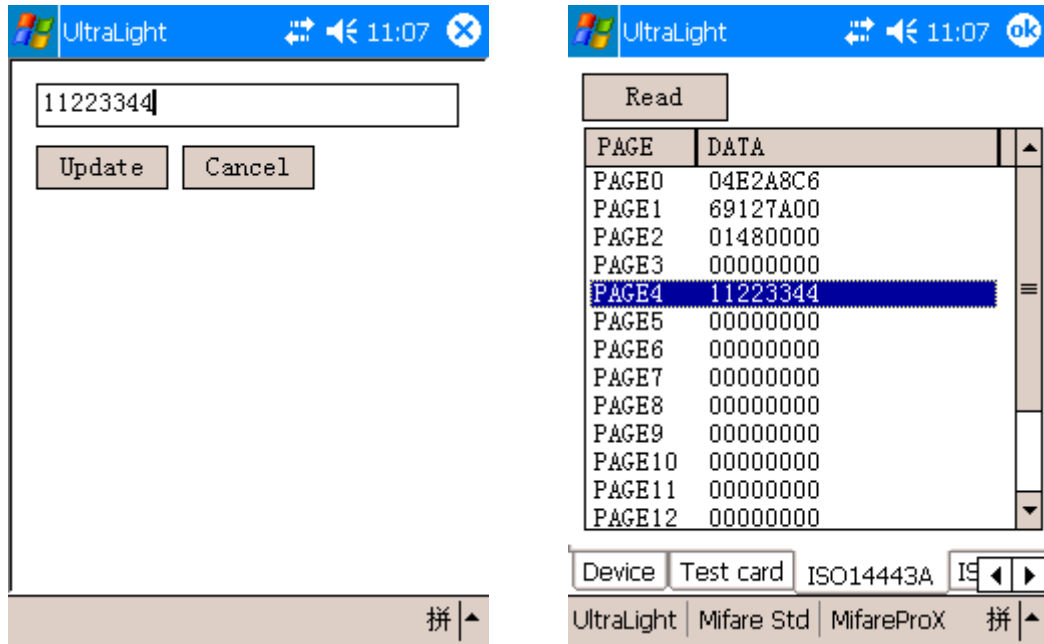 UltraLight 11:07
11223344
Update Cancel
拼
UltraLight 11:07 ok
Read
PAGE DATA
PAGE0 04E2A8C6
PAGE1 69127A00
PAGE2 01480000
PAGE3 00000000
PAGE4 11223344
PAGE5 00000000
PAGE6 00000000
PAGE7 00000000
PAGE8 00000000
PAGE9 00000000
PAGE10 00000000
PAGE11 00000000
PAGE12 00000000
Device Test card ISO14443A IS
UltraLight Mifare Std MifareProX 拼